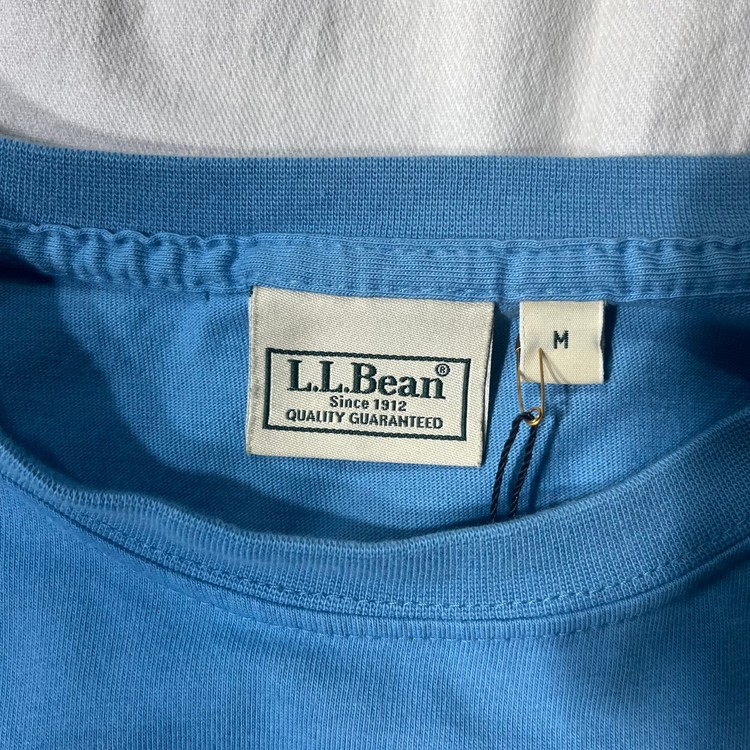 L.L.Bean®
Since 1912
QUALITY GUARANTEED
M